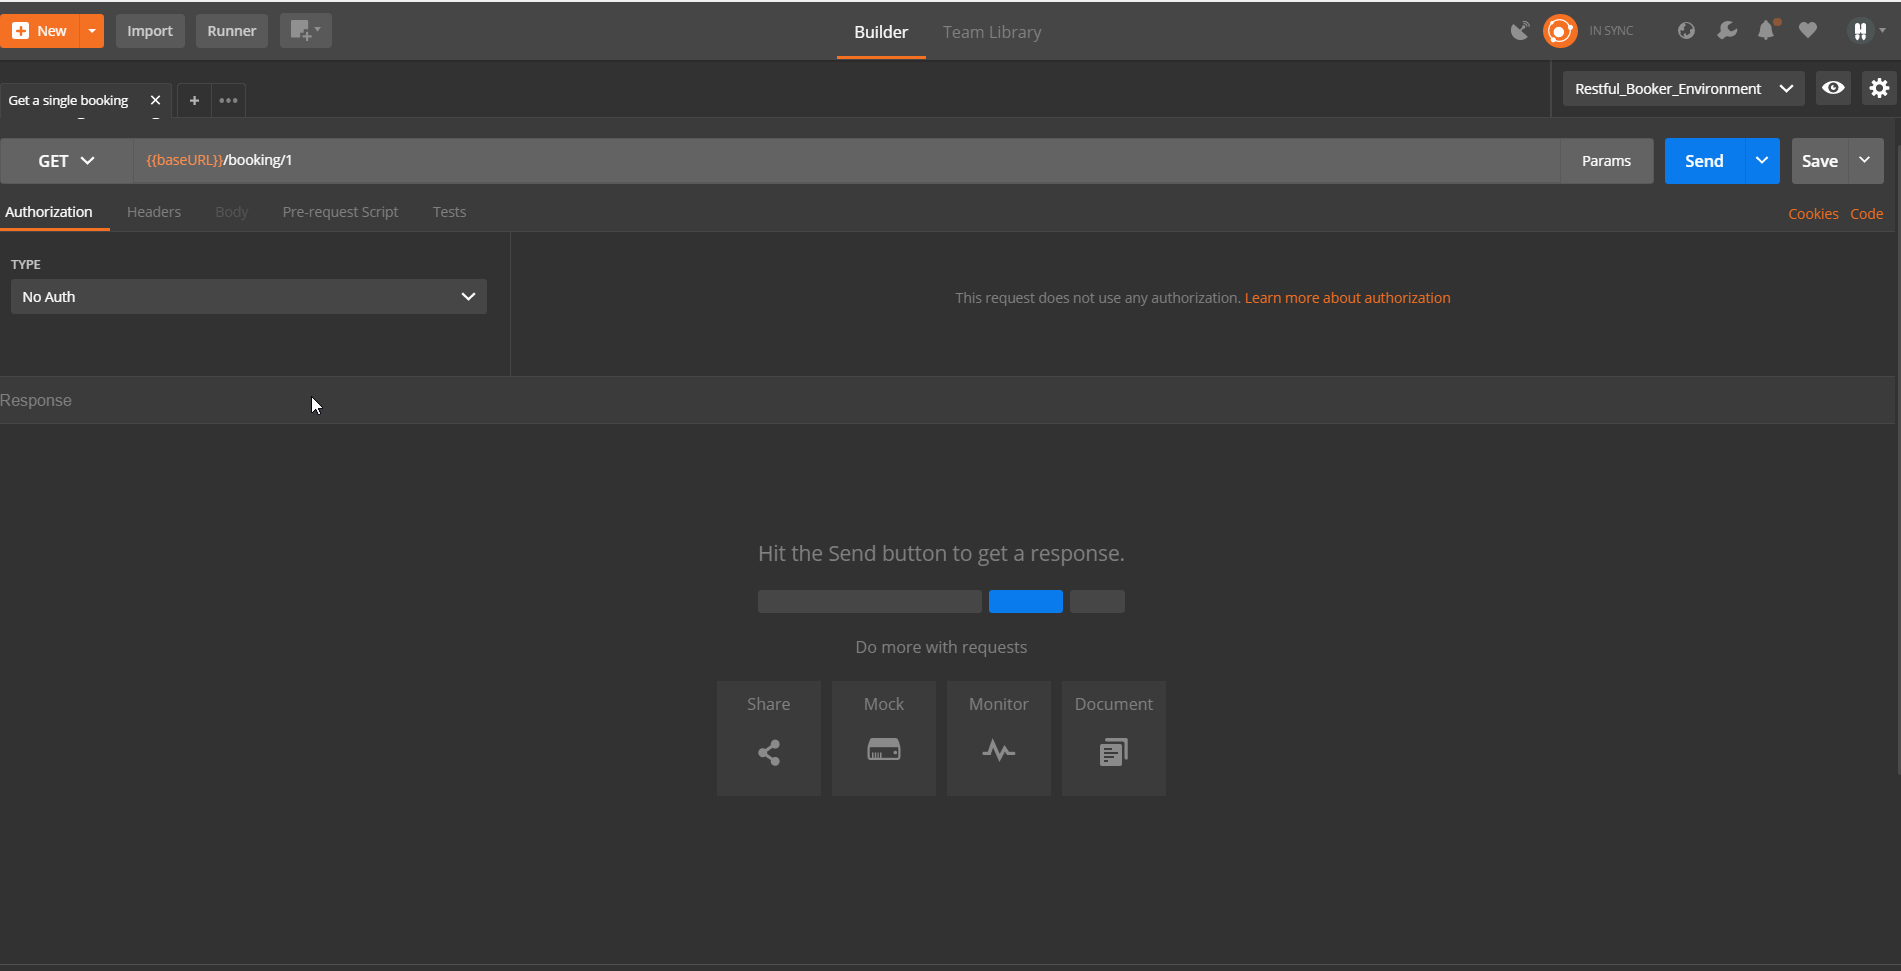 New Import Runner Builder Team Library IN SYNC
Get a single booking Restful_Booker_Environment
GET {{baseURL}}/booking/1 Params Send Save
Authorization Headers Body Pre-request Script Tests Cookies Code
TYPE
No Auth
This request does not use any authorization. Learn more about authorization
Response
Hit the Send button to get a response.
Do more with requests
Share Mock Monitor Document